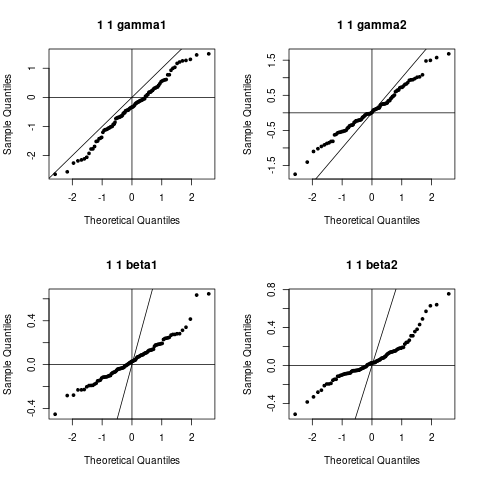 1 1 gamma1
Sample Quantiles
-2 -1 0 1
-2 -1 0 1 2
Theoretical Quantiles
1 1 gamma2
Sample Quantiles
-1.5 -0.5 0.5 1.5
-2 -1 0 1 2
Theoretical Quantiles
1 1 beta1
Sample Quantiles
-0.4 0.0 0.4
-2 -1 0 1 2
Theoretical Quantiles
1 1 beta2
Sample Quantiles
-0.4 0.0 0.4 0.8
-2 -1 0 1 2
Theoretical Quantiles